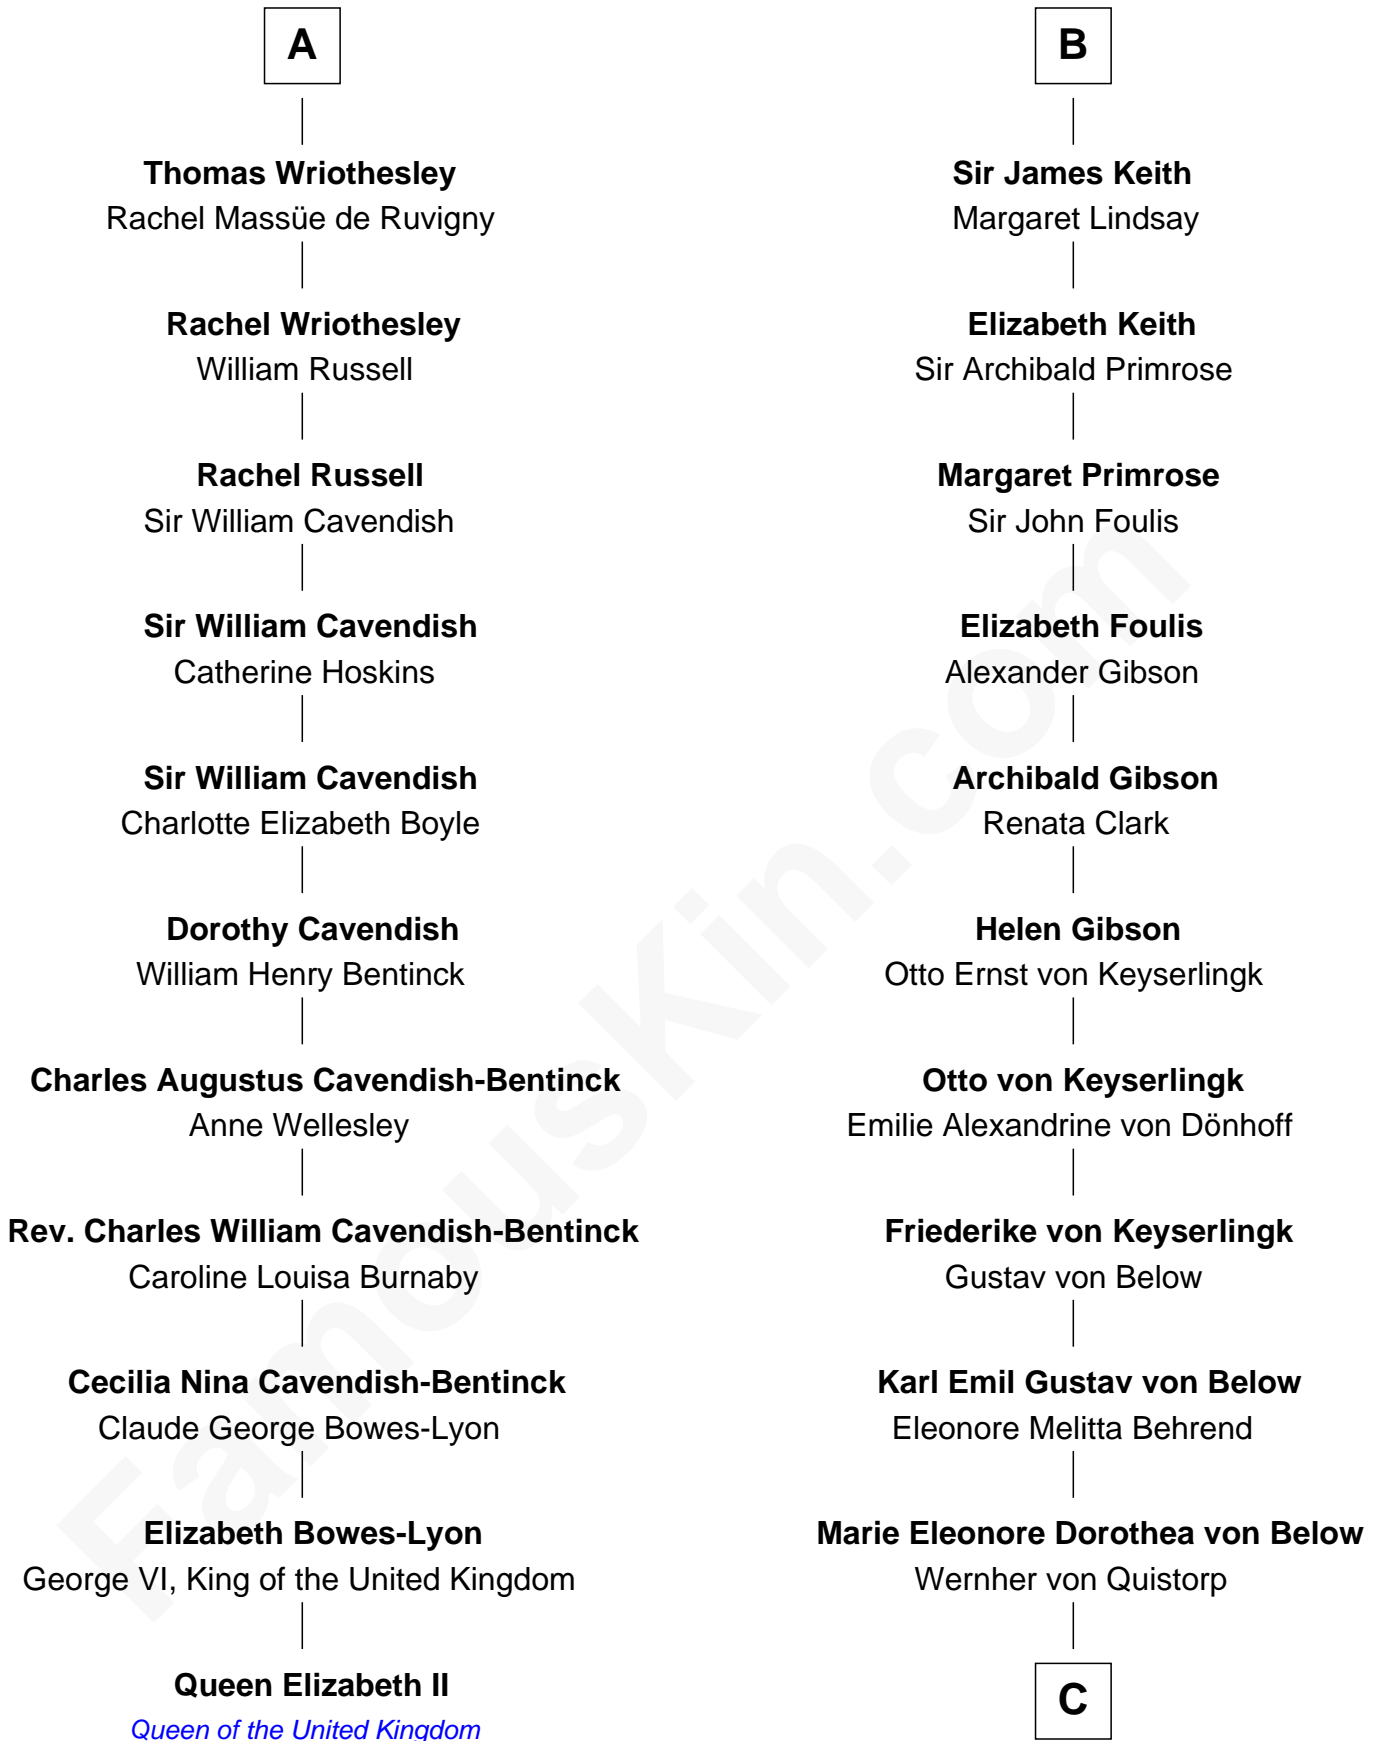 A
Thomas Wriothesley
Rachel Massüe de Ruvigny
Rachel Wriothesley
William Russell
Rachel Russell
Sir William Cavendish
Sir William Cavendish
Catherine Hoskins
Sir William Cavendish
Charlotte Elizabeth Boyle
Dorothy Cavendish
William Henry Bentinck
Charles Augustus Cavendish-Bentinck
Anne Wellesley
Rev. Charles William Cavendish-Bentinck
Caroline Louisa Burnaby
Cecilia Nina Cavendish-Bentinck
Claude George Bowes-Lyon
Elizabeth Bowes-Lyon
George VI, King of the United Kingdom
Queen Elizabeth II
Queen of the United Kingdom
B
Sir James Keith
Margaret Lindsay
Elizabeth Keith
Sir Archibald Primrose
Margaret Primrose
Sir John Foulis
Elizabeth Foulis
Alexander Gibson
Archibald Gibson
Renata Clark
Helen Gibson
Otto Ernst von Keyserlingk
Otto von Keyserlingk
Emilie Alexandrine von Dönhoff
Friederike von Keyserlingk
Gustav von Below
Karl Emil Gustav von Below
Eleonore Melitta Behrend
Marie Eleonore Dorothea von Below
Wernher von Quistorp
C
FamousKin.com